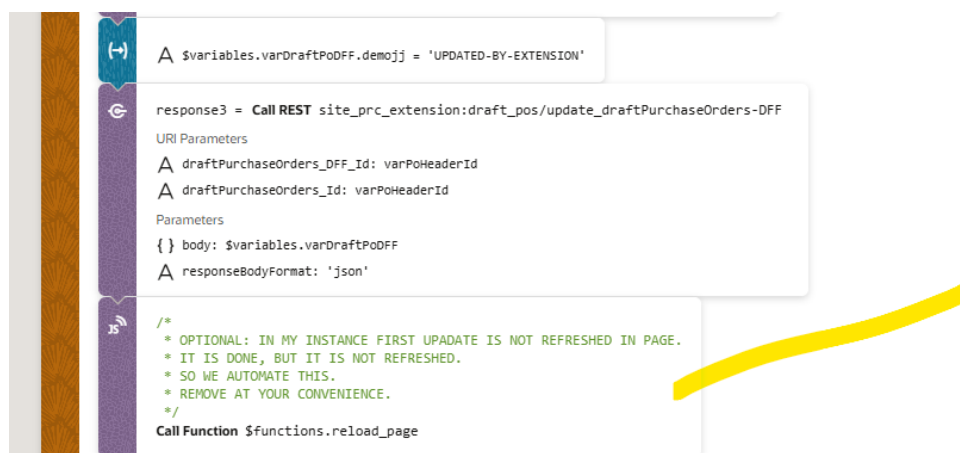 (→)
A $variables.varDraftPoDFF.demojj = 'UPDATED-BY-EXTENSION'
response3 = Call REST site_prc_extension:draft_pos/update_draftPurchaseOrders-DFF
URI Parameters
A draftPurchaseOrders_DFF_Id: varPoHeaderId
A draftPurchaseOrders_Id: varPoHeaderId
Parameters
{ } body: $variables.varDraftPoDFF
A responseBodyFormat: 'json'
JS
/*
* OPTIONAL: IN MY INSTANCE FIRST UPADATE IS NOT REFRESHED IN PAGE.
* IT IS DONE, BUT IT IS NOT REFRESHED.
* SO WE AUTOMATE THIS.
* REMOVE AT YOUR CONVENIENCE.
*/
Call Function $functions.reload_page